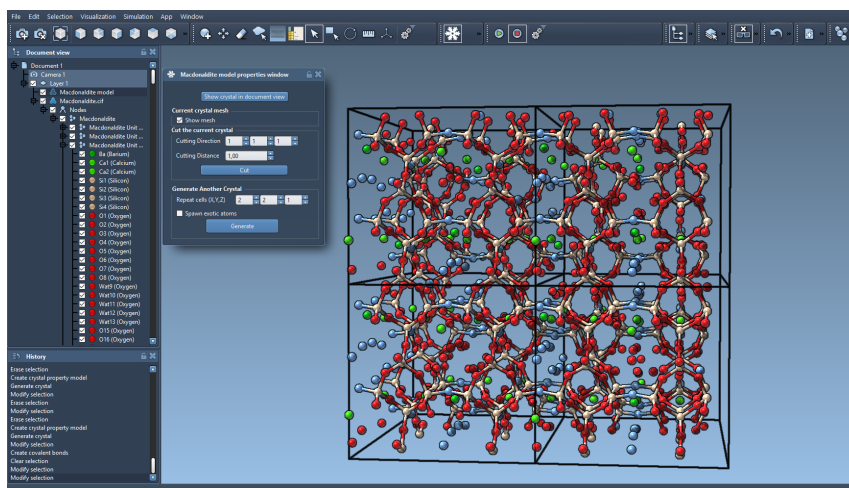 File Edit Selection Visualization Simulation App Window
Document view
Document 1
Camera 1
Layer 1
Macdonaldite model
Macdonaldite.cif
Nodes
Macdonaldite
Macdonaldite Unit ...
Macdonaldite Unit ...
Macdonaldite Unit ...
Ba (Barium)
Ca1 (Calcium)
Ca2 (Calcium)
Si1 (Silicon)
Si2 (Silicon)
Si3 (Silicon)
Si4 (Silicon)
O1 (Oxygen)
O2 (Oxygen)
O3 (Oxygen)
O4 (Oxygen)
O5 (Oxygen)
O6 (Oxygen)
O7 (Oxygen)
O8 (Oxygen)
Wat9 (Oxygen)
Wat10 (Oxygen)
Wat11 (Oxygen)
Wat12 (Oxygen)
Wat13 (Oxygen)
O15 (Oxygen)
O16 (Oxygen)
History
Erase selection
Create crystal property model
Generate crystal
Modify selection
Erase selection
Modify selection
Erase selection
Create crystal property model
Generate crystal
Modify selection
Create covalent bonds
Clear selection
Modify selection
Modify selection
Macdonaldite model properties window
Show crystal in document view
Current crystal mesh
Show mesh
Cut the current crystal
Cutting Direction 1 1 1
Cutting Distance 1,00
Cut
Generate Another Crystal
Repeat cells (X,Y,Z) 2 2 1
Spawn exotic atoms
Generate